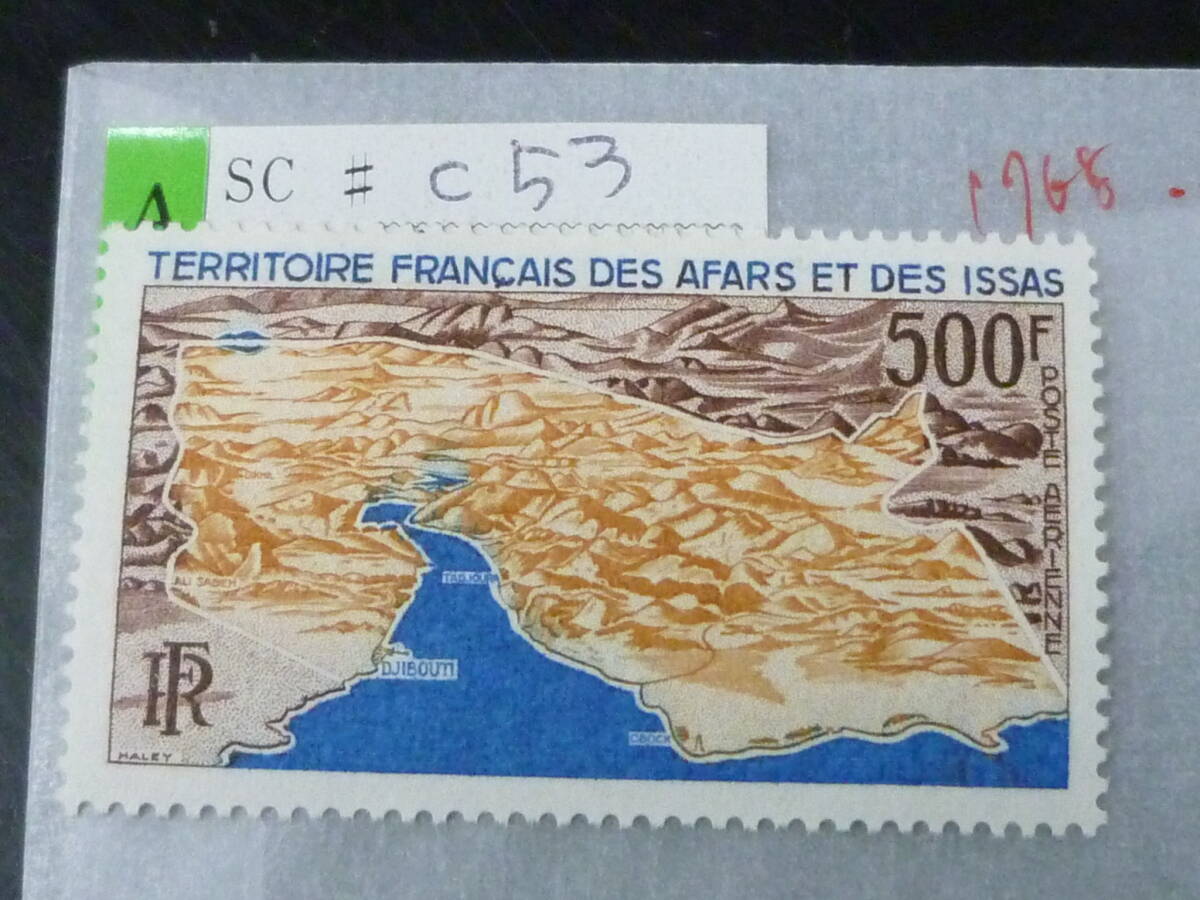 A SC # C53
1968 .
TERRITOIRE FRANÇAIS DES AFARS ET DES ISSAS
500F
POSTE AERIENNE
ALI SABIEH
TADJOURA
DJIBOUTI
OBOCK
RF
HALEY